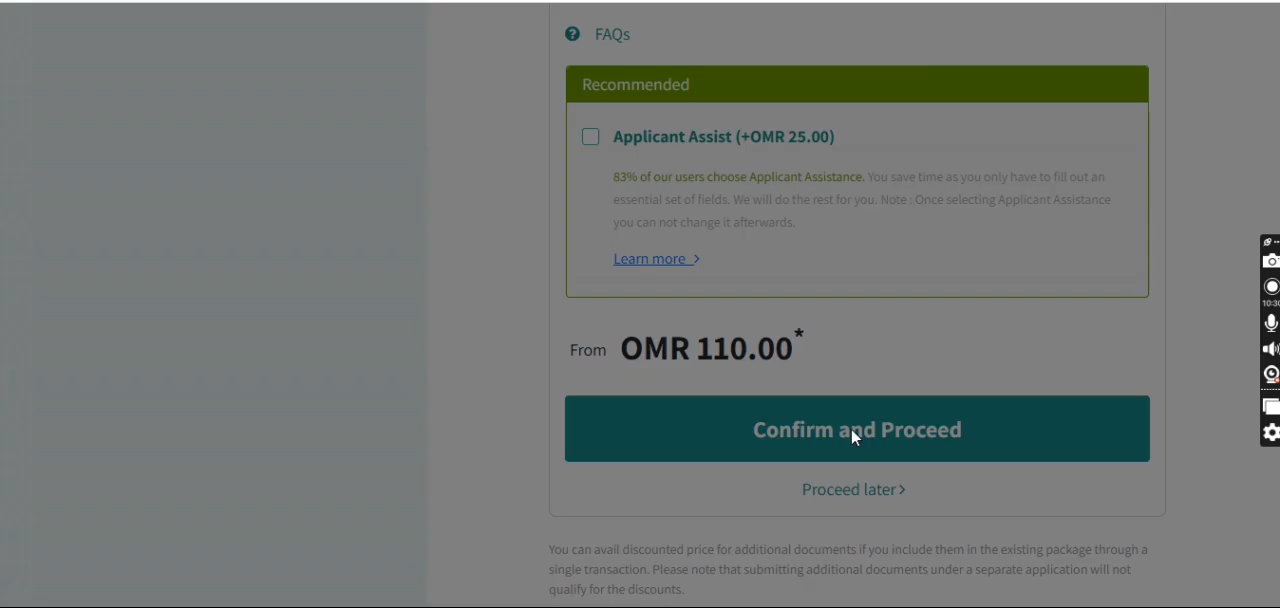 FAQs
Recommended
Applicant Assist (+OMR 25.00)
83% of our users choose Applicant Assistance. You save time as you only have to fill out an
essential set of fields. We will do the rest for you. Note : Once selecting Applicant Assistance
you can not change it afterwards.
Learn more >
From OMR 110.00*
Confirm and Proceed
Proceed later >
You can avail discounted price for additional documents if you include them in the existing package through a
single transaction. Please note that submitting additional documents under a separate application will not
qualify for the discounts.